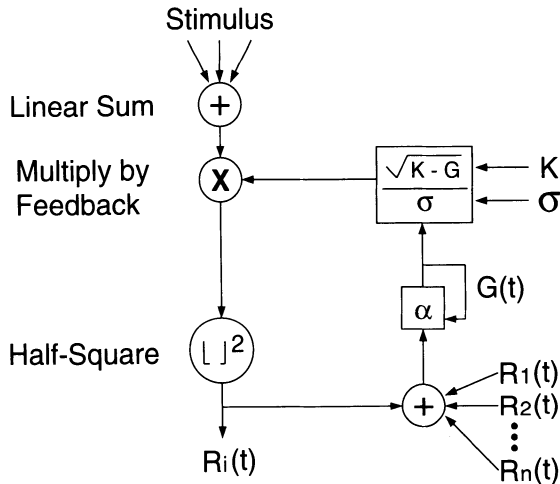 Stimulus
Linear Sum
+
Multiply by
Feedback
X
√K - G
σ
K
σ
G(t)
α
Half-Square
⌊ ⌋²
+
R1(t)
R2(t)
Rn(t)
Ri(t)